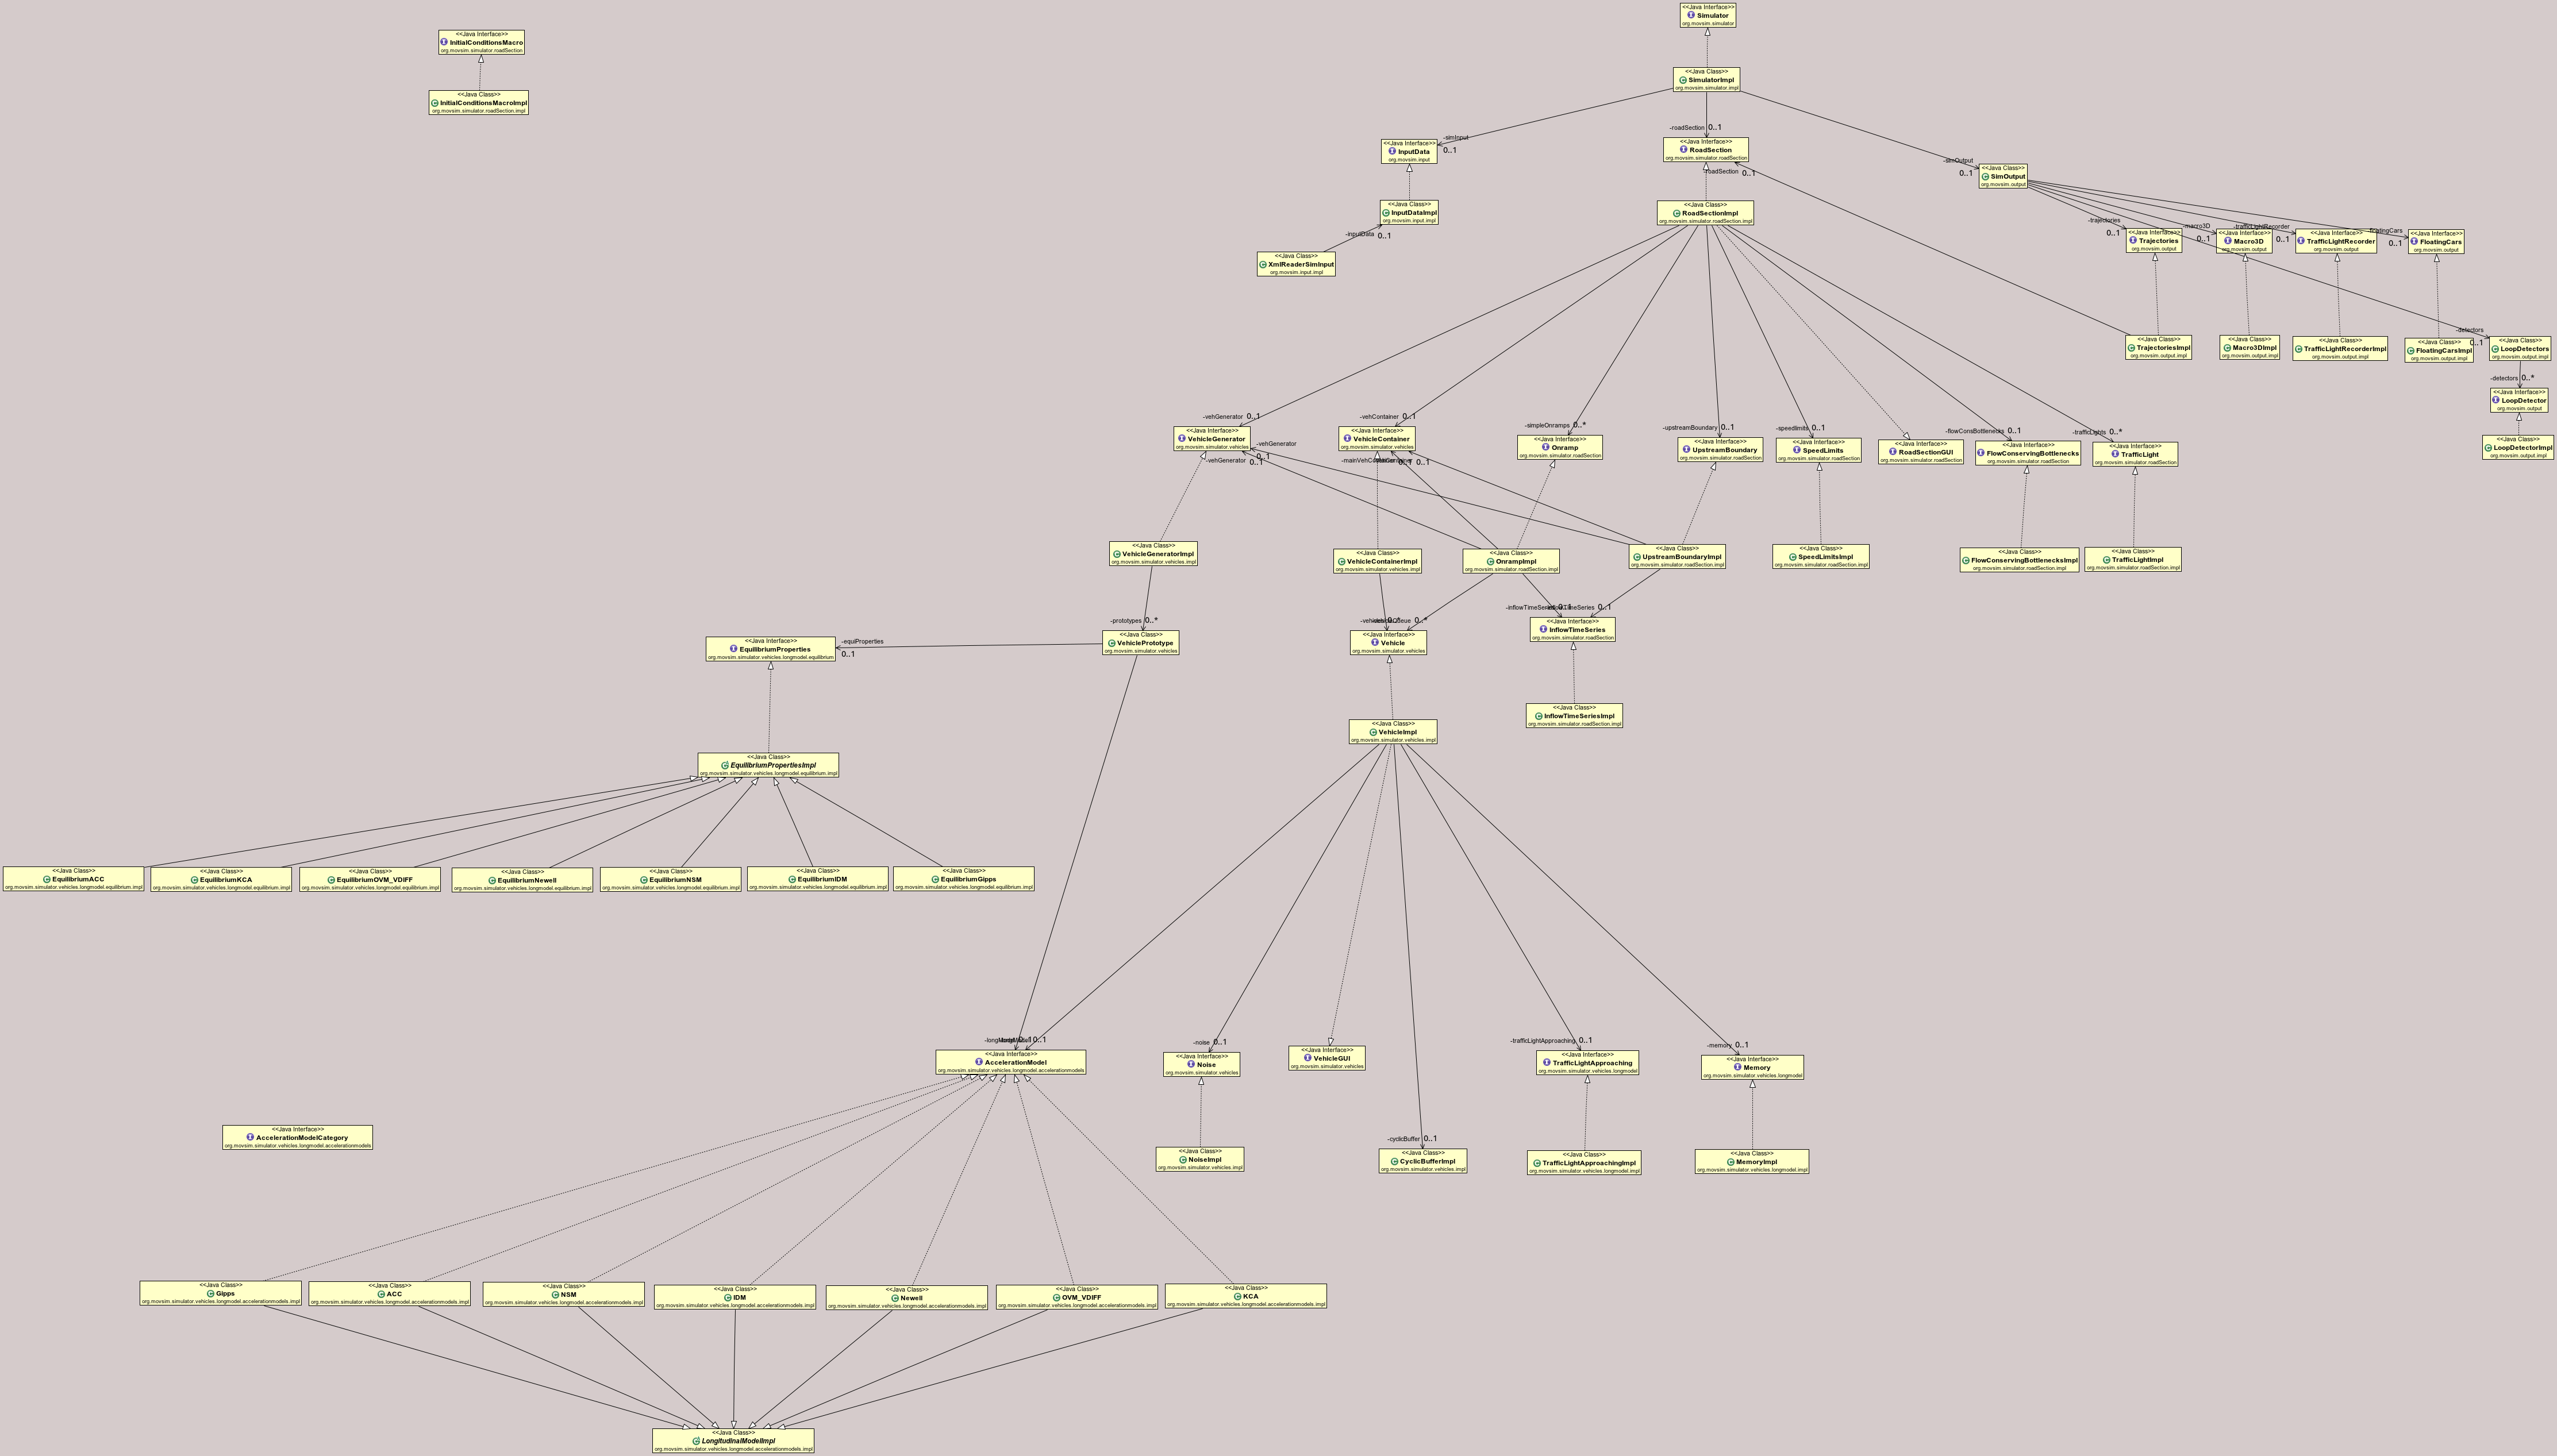 <<Java Interface>>
Simulator
org.movsim.simulator
<<Java Interface>>
InitialConditionsMacro
org.movsim.simulator.roadSection
<<Java Class>>
SimulatorImpl
org.movsim.simulator.impl
<<Java Class>>
InitialConditionsMacroImpl
org.movsim.simulator.roadSection.impl
-simInput
0..1
-roadSection 0..1
-simOutput
0..1
<<Java Interface>>
InputData
org.movsim.input
<<Java Interface>>
RoadSection
org.movsim.simulator.roadSection
-roadSection 0..1
<<Java Class>>
SimOutput
org.movsim.output
<<Java Class>>
InputDataImpl
org.movsim.input.impl
<<Java Class>>
RoadSectionImpl
org.movsim.simulator.roadSection.impl
-inputData 0..1
<<Java Class>>
XmlReaderSimInput
org.movsim.input.impl
-trajectories
0..1
-macro3D
0..1
-trafficLightRecorder
0..1
-floatingCars
0..1
<<Java Interface>>
Trajectories
org.movsim.output
<<Java Interface>>
Macro3D
org.movsim.output
<<Java Interface>>
TrafficLightRecorder
org.movsim.output
<<Java Interface>>
FloatingCars
org.movsim.output
-detectors
0..1
<<Java Class>>
TrajectoriesImpl
org.movsim.output.impl
<<Java Class>>
Macro3DImpl
org.movsim.output.impl
<<Java Class>>
TrafficLightRecorderImpl
org.movsim.output.impl
<<Java Class>>
FloatingCarsImpl
org.movsim.output.impl
<<Java Class>>
LoopDetectors
org.movsim.output.impl
-detectors 0..*
<<Java Interface>>
LoopDetector
org.movsim.output
<<Java Class>>
LoopDetectorImpl
org.movsim.output.impl
-vehGenerator 0..1
-vehContainer 0..1
-simpleOnramps 0..*
-upstreamBoundary 0..1
-speedlimits 0..1
-flowConsBottlenecks 0..1
-trafficLights 0..*
<<Java Interface>>
VehicleGenerator
org.movsim.simulator.vehicles
<<Java Interface>>
VehicleContainer
org.movsim.simulator.vehicles
<<Java Interface>>
Onramp
org.movsim.simulator.roadSection
<<Java Interface>>
UpstreamBoundary
org.movsim.simulator.roadSection
<<Java Interface>>
SpeedLimits
org.movsim.simulator.roadSection
<<Java Interface>>
RoadSectionGUI
org.movsim.simulator.roadSection
<<Java Interface>>
FlowConservingBottlenecks
org.movsim.simulator.roadSection
<<Java Interface>>
TrafficLight
org.movsim.simulator.roadSection
-vehGenerator
0..1
-vehGenerator 0..1
0..1
<<Java Class>>
VehicleGeneratorImpl
org.movsim.simulator.vehicles.impl
<<Java Class>>
VehicleContainerImpl
org.movsim.simulator.vehicles.impl
<<Java Class>>
OnrampImpl
org.movsim.simulator.roadSection.impl
<<Java Class>>
UpstreamBoundaryImpl
org.movsim.simulator.roadSection.impl
<<Java Class>>
SpeedLimitsImpl
org.movsim.simulator.roadSection.impl
<<Java Class>>
FlowConservingBottlenecksImpl
org.movsim.simulator.roadSection.impl
<<Java Class>>
TrafficLightImpl
org.movsim.simulator.roadSection.impl
-prototypes 0..*
0..*
-inflowTimeSeries
0..1
<<Java Interface>>
EquilibriumProperties
org.movsim.simulator.vehicles.longmodel.equilibrium
-equiProperties
0..1
<<Java Class>>
VehiclePrototype
org.movsim.simulator.vehicles
<<Java Interface>>
Vehicle
org.movsim.simulator.vehicles
<<Java Interface>>
InflowTimeSeries
org.movsim.simulator.roadSection
<<Java Class>>
VehicleImpl
org.movsim.simulator.vehicles.impl
<<Java Class>>
InflowTimeSeriesImpl
org.movsim.simulator.roadSection.impl
<<Java Class>>
EquilibriumPropertiesImpl
org.movsim.simulator.vehicles.longmodel.equilibrium.impl
<<Java Class>>
EquilibriumACC
org.movsim.simulator.vehicles.longmodel.equilibrium.impl
<<Java Class>>
EquilibriumKCA
org.movsim.simulator.vehicles.longmodel.equilibrium.impl
<<Java Class>>
EquilibriumOVM_VDIFF
org.movsim.simulator.vehicles.longmodel.equilibrium.impl
<<Java Class>>
EquilibriumNewell
org.movsim.simulator.vehicles.longmodel.equilibrium.impl
<<Java Class>>
EquilibriumNSM
org.movsim.simulator.vehicles.longmodel.equilibrium.impl
<<Java Class>>
EquilibriumIDM
org.movsim.simulator.vehicles.longmodel.equilibrium.impl
<<Java Class>>
EquilibriumGipps
org.movsim.simulator.vehicles.longmodel.equilibrium.impl
0..1
-noise 0..1
-trafficLightApproaching 0..1
-memory 0..1
<<Java Interface>>
AccelerationModel
org.movsim.simulator.vehicles.longmodel.accelerationmodels
<<Java Interface>>
Noise
org.movsim.simulator.vehicles
<<Java Interface>>
VehicleGUI
org.movsim.simulator.vehicles
<<Java Interface>>
TrafficLightApproaching
org.movsim.simulator.vehicles.longmodel
<<Java Interface>>
Memory
org.movsim.simulator.vehicles.longmodel
<<Java Interface>>
AccelerationModelCategory
org.movsim.simulator.vehicles.longmodel.accelerationmodels
-cyclicBuffer 0..1
<<Java Class>>
NoiseImpl
org.movsim.simulator.vehicles.impl
<<Java Class>>
CyclicBufferImpl
org.movsim.simulator.vehicles.impl
<<Java Class>>
TrafficLightApproachingImpl
org.movsim.simulator.vehicles.longmodel.impl
<<Java Class>>
MemoryImpl
org.movsim.simulator.vehicles.longmodel.impl
<<Java Class>>
Gipps
org.movsim.simulator.vehicles.longmodel.accelerationmodels.impl
<<Java Class>>
ACC
org.movsim.simulator.vehicles.longmodel.accelerationmodels.impl
<<Java Class>>
NSM
org.movsim.simulator.vehicles.longmodel.accelerationmodels.impl
<<Java Class>>
IDM
org.movsim.simulator.vehicles.longmodel.accelerationmodels.impl
<<Java Class>>
Newell
org.movsim.simulator.vehicles.longmodel.accelerationmodels.impl
<<Java Class>>
OVM_VDIFF
org.movsim.simulator.vehicles.longmodel.accelerationmodels.impl
<<Java Class>>
KCA
org.movsim.simulator.vehicles.longmodel.accelerationmodels.impl
<<Java Class>>
LongitudinalModelImpl
org.movsim.simulator.vehicles.longmodel.accelerationmodels.impl